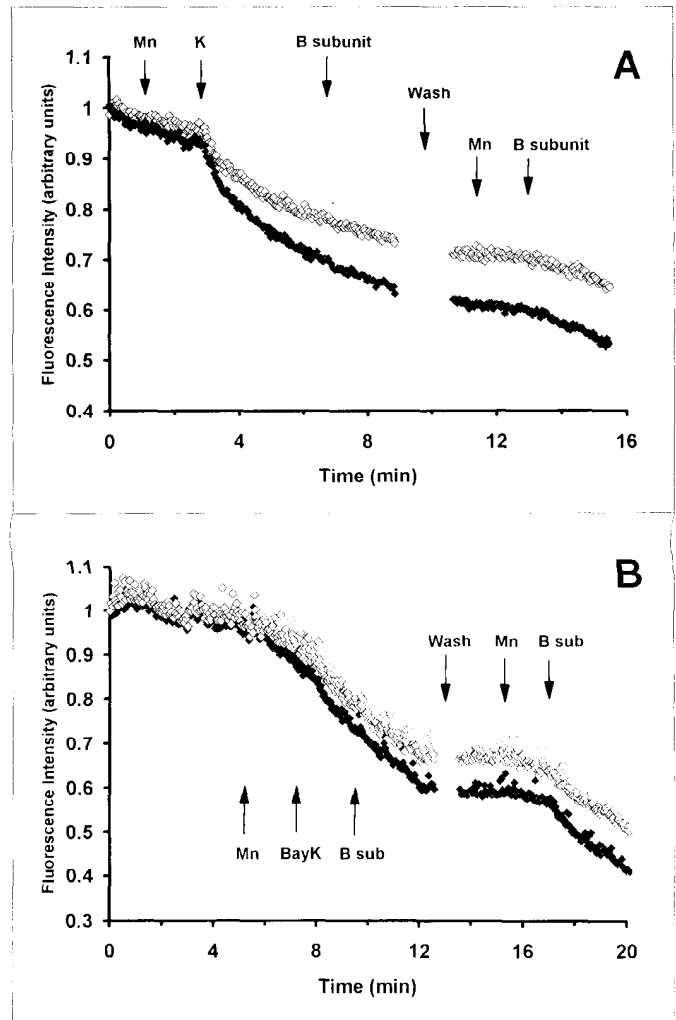 A
Mn K B subunit
Wash
Mn B subunit
1.1
1
0.9
0.8
0.7
0.6
0.5
0.4
Fluorescence Intensity (arbitrary units)
0 4 8 12 16
Time (min)
B
Wash Mn B sub
Mn BayK B sub
1.1
1
0.9
0.8
0.7
0.6
0.5
0.4
0.3
Fluorescence Intensity (arbitrary units)
0 4 8 12 16 20
Time (min)